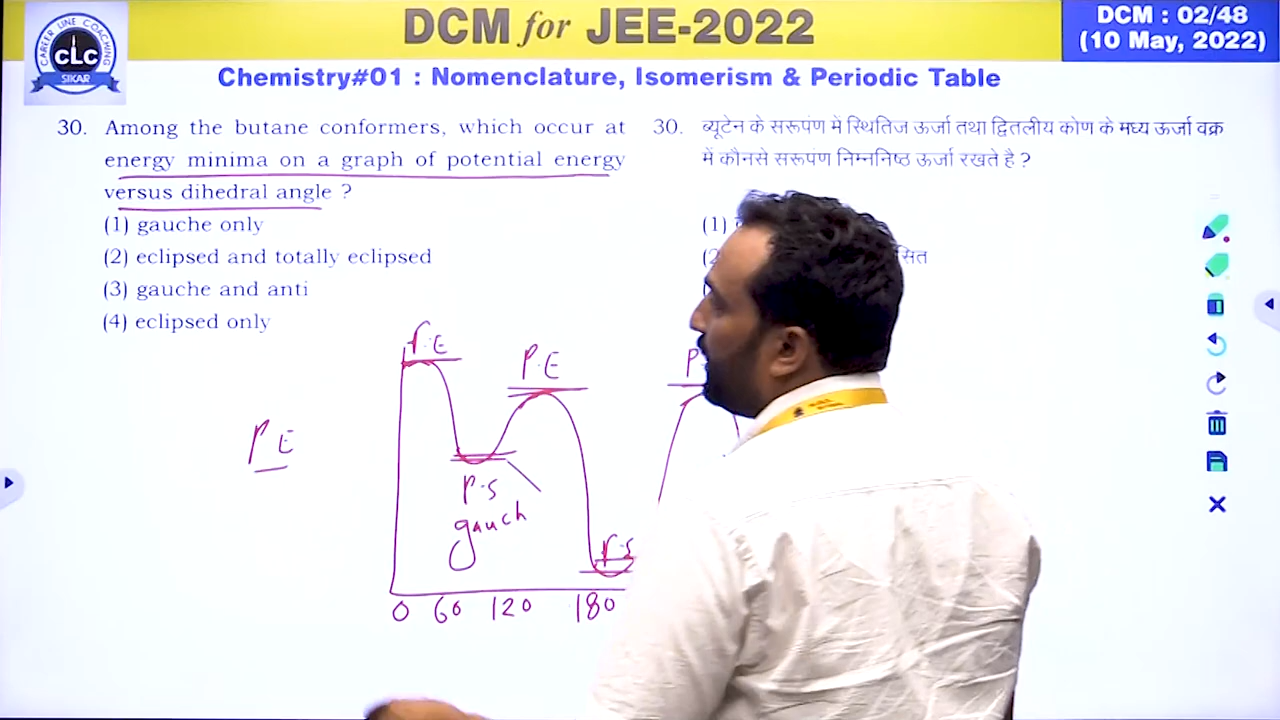 DCM for JEE-2022
DCM : 02/48
(10 May, 2022)
CAREER LINE COACHING
CLC
SIKAR
Chemistry#01 : Nomenclature, Isomerism & Periodic Table
30. Among the butane conformers, which occur at
energy minima on a graph of potential energy
versus dihedral angle ?
(1) gauche only
(2) eclipsed and totally eclipsed
(3) gauche and anti
(4) eclipsed only
30. ब्यूटेन के सरूपण में स्थितिज ऊर्जा तथा द्वितलीय कोण के मध्य ऊर्जा वक्र
में कौनसे सरूपण निम्ननिष्ठ ऊर्जा रखते है ?
(1)
(2
सित
F.E
P.E
P.
P E
P.S
gauch
P.S
0 60 120 180